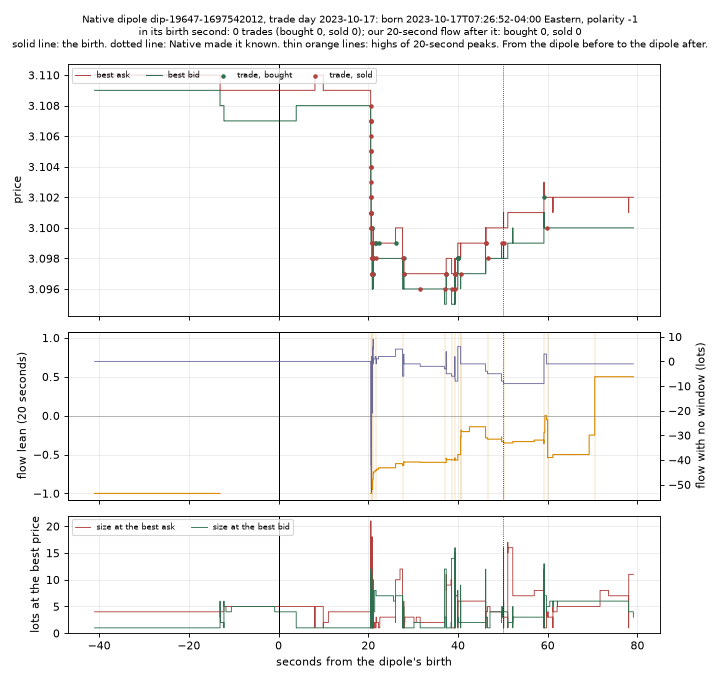 Native dipole dip-19647-1697542012, trade day 2023-10-17: born 2023-10-17T07:26:52-04:00 Eastern, polarity -1
in its birth second: 0 trades (bought 0, sold 0); our 20-second flow after it: bought 0, sold 0
solid line: the birth. dotted line: Native made it known. thin orange lines: highs of 20-second peaks. From the dipole before to the dipole after.
best ask best bid trade, bought trade, sold
3.110
3.108
3.106
3.104
3.102
3.100
3.098
3.096
price
1.0
0.5
0.0
−0.5
−1.0
flow lean (20 seconds)
10
0
−10
−20
−30
−40
−50
flow with no window (lots)
size at the best ask size at the best bid
20
15
10
5
0
lots at the best price
−40 −20 0 20 40 60 80
seconds from the dipole's birth